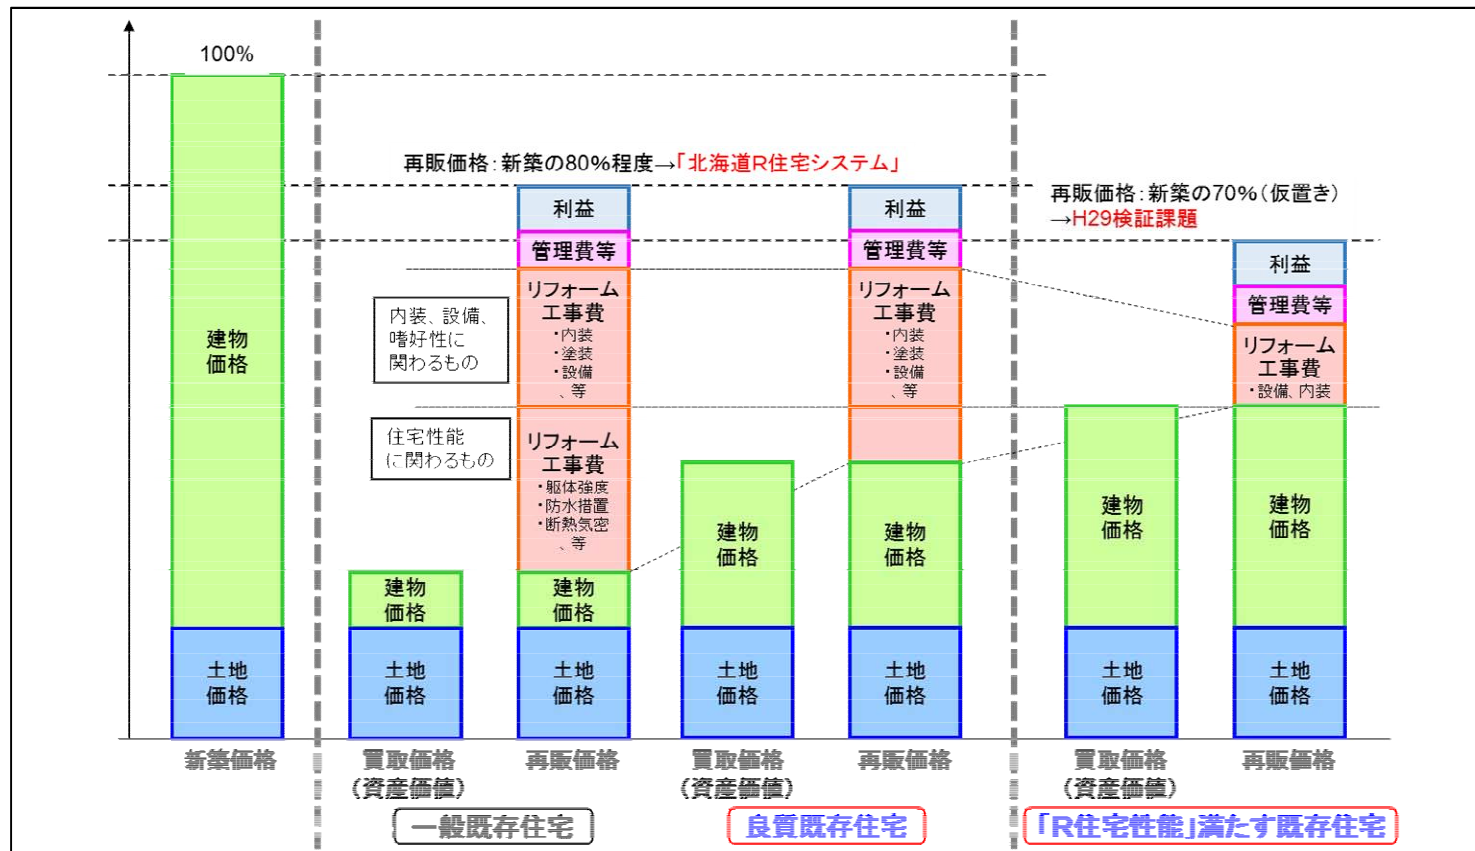 100%
再販価格：新築の80%程度→「北海道R住宅システム」
再販価格：新築の70%（仮置き）
→H29検証課題
建物
価格
土地
価格
新築価格
内装、設備、
嗜好性に
関わるもの
住宅性能
に関わるもの
建物
価格
土地
価格
買取価格
（資産価値）
利益
管理費等
リフォーム
工事費
・内装
・塗装
・設備
、等
リフォーム
工事費
・躯体強度
・防水措置
・断熱気密
、等
建物
価格
土地
価格
再販価格
一般既存住宅
建物
価格
土地
価格
買取価格
（資産価値）
利益
管理費等
リフォーム
工事費
・内装
・塗装
・設備
、等
建物
価格
土地
価格
再販価格
良質既存住宅
建物
価格
土地
価格
買取価格
（資産価値）
利益
管理費等
リフォーム
工事費
・設備、内装
建物
価格
土地
価格
再販価格
「R住宅性能」満たす既存住宅